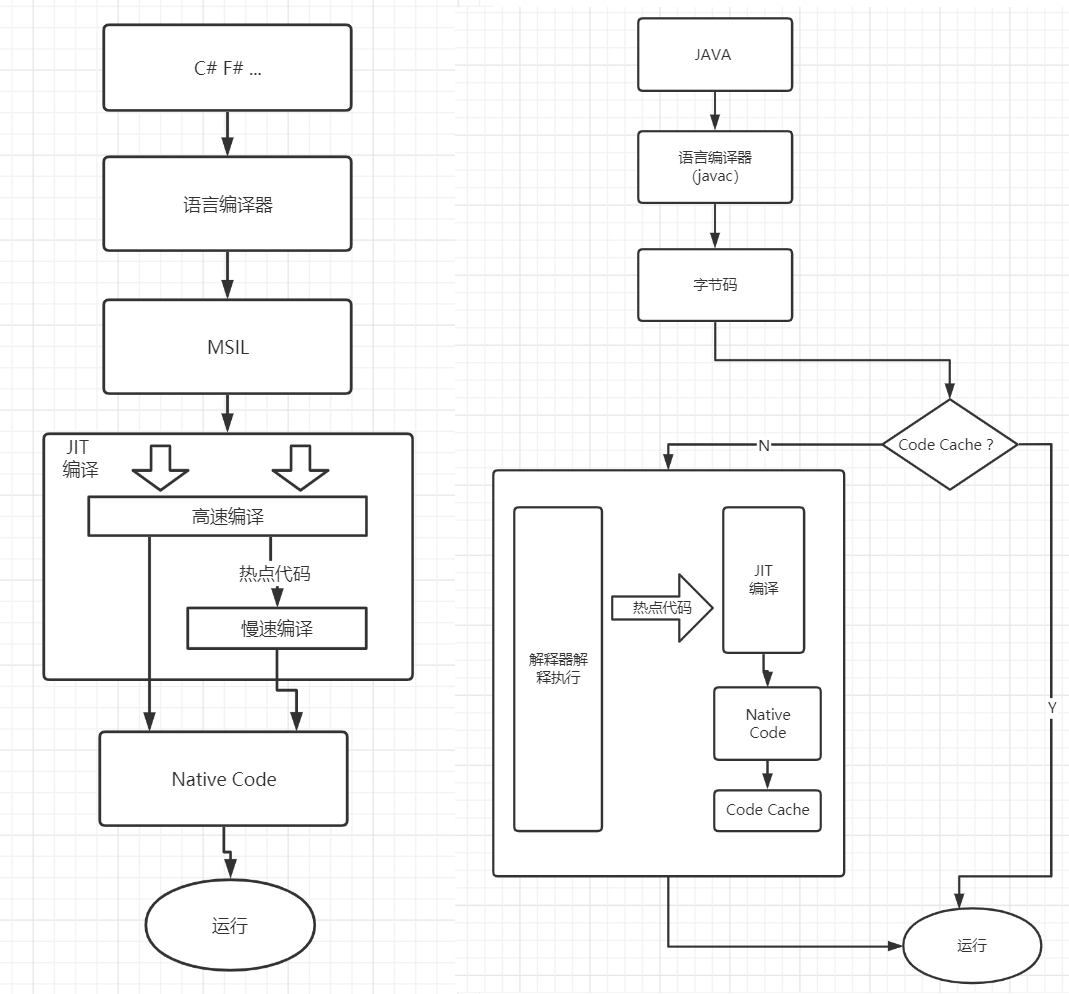 C# F# ...
语言编译器
MSIL
JIT
编译
高速编译
热点代码
慢速编译
Native Code
运行
JAVA
语言编译器
(javac)
字节码
Code Cache ?
N
Y
解释器解
释执行
热点代码
JIT
编译
Native
Code
Code Cache
运行